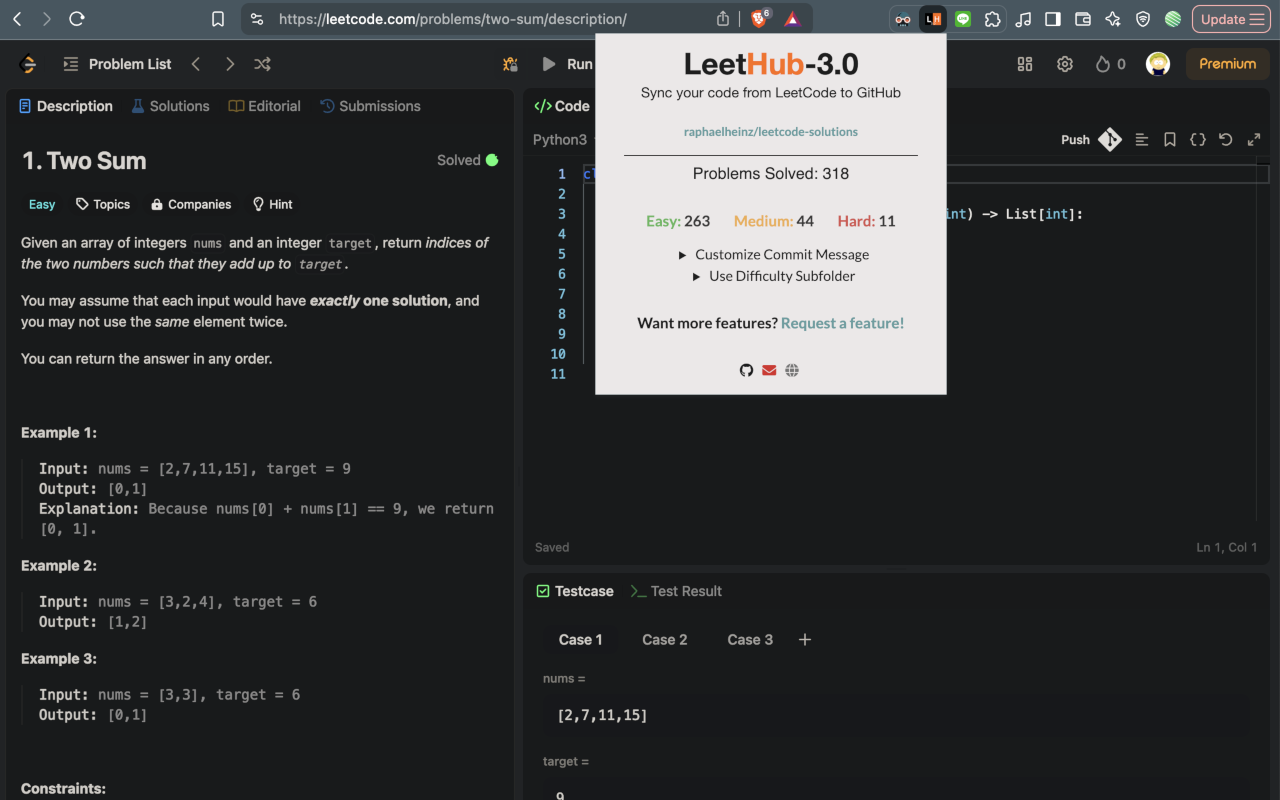 https://leetcode.com/problems/two-sum/description/
6
LH
LINE
Update
Problem List
Run
0
Premium
Description
Solutions
Editorial
Submissions
1. Two Sum
Solved
Easy
Topics
Companies
Hint
Given an array of integers nums and an integer target, return indices of
the two numbers such that they add up to target.
You may assume that each input would have exactly one solution, and
you may not use the same element twice.
You can return the answer in any order.
Example 1:
Input: nums = [2,7,11,15], target = 9
Output: [0,1]
Explanation: Because nums[0] + nums[1] == 9, we return
[0, 1].
Example 2:
Input: nums = [3,2,4], target = 6
Output: [1,2]
Example 3:
Input: nums = [3,3], target = 6
Output: [0,1]
Constraints:
LeetHub-3.0
Sync your code from LeetCode to GitHub
raphaelheinz/leetcode-solutions
Problems Solved: 318
Easy: 263 Medium: 44 Hard: 11
Customize Commit Message
Use Difficulty Subfolder
Want more features? Request a feature!
</> Code
Python3
Push
1
2
3 int) -> List[int]:
4
5
6
7
8
9
10
11
Saved
Ln 1, Col 1
Testcase
>_ Test Result
Case 1
Case 2
Case 3
+
nums =
[2,7,11,15]
target =
9